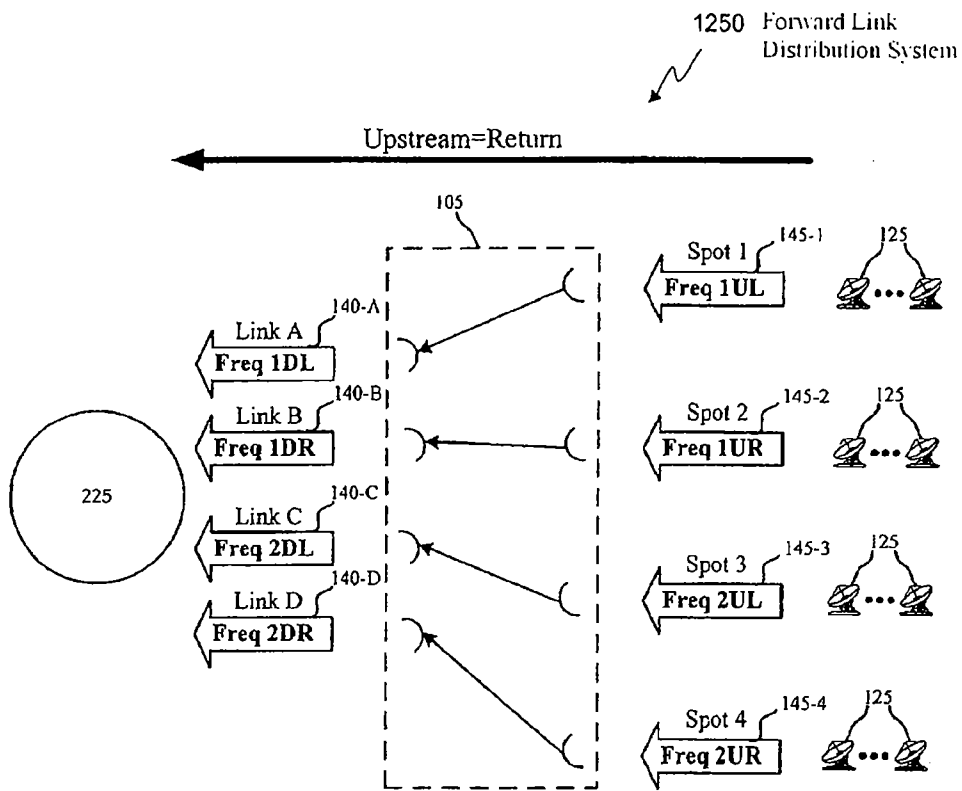 1250 Forward Link
Distribution System
Upstream=Return
105
Spot 1
145-1
125
Freq 1UL
Link A
140-A
Freq 1DL
Link B
140-B
Freq 1DR
Spot 2
145-2
125
Freq 1UR
225
Link C
140-C
Freq 2DL
Spot 3
145-3
125
Freq 2UL
Link D
140-D
Freq 2DR
Spot 4
145-4
125
Freq 2UR